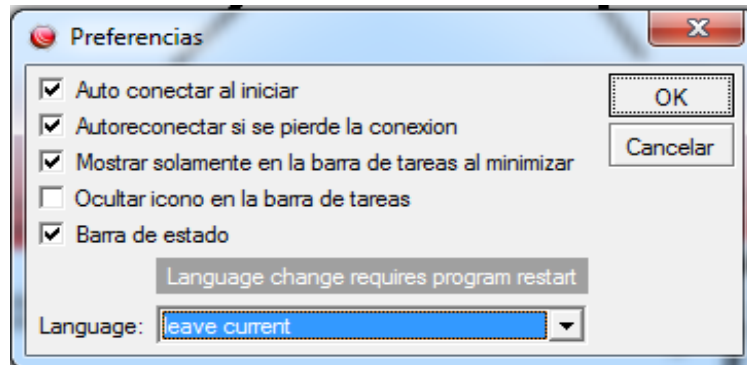 Preferencias
Auto conectar al iniciar
OK
Autoreconectar si se pierde la conexion
Cancelar
Mostrar solamente en la barra de tareas al minimizar
Ocultar icono en la barra de tareas
Barra de estado
Language change requires program restart
Language: leave current